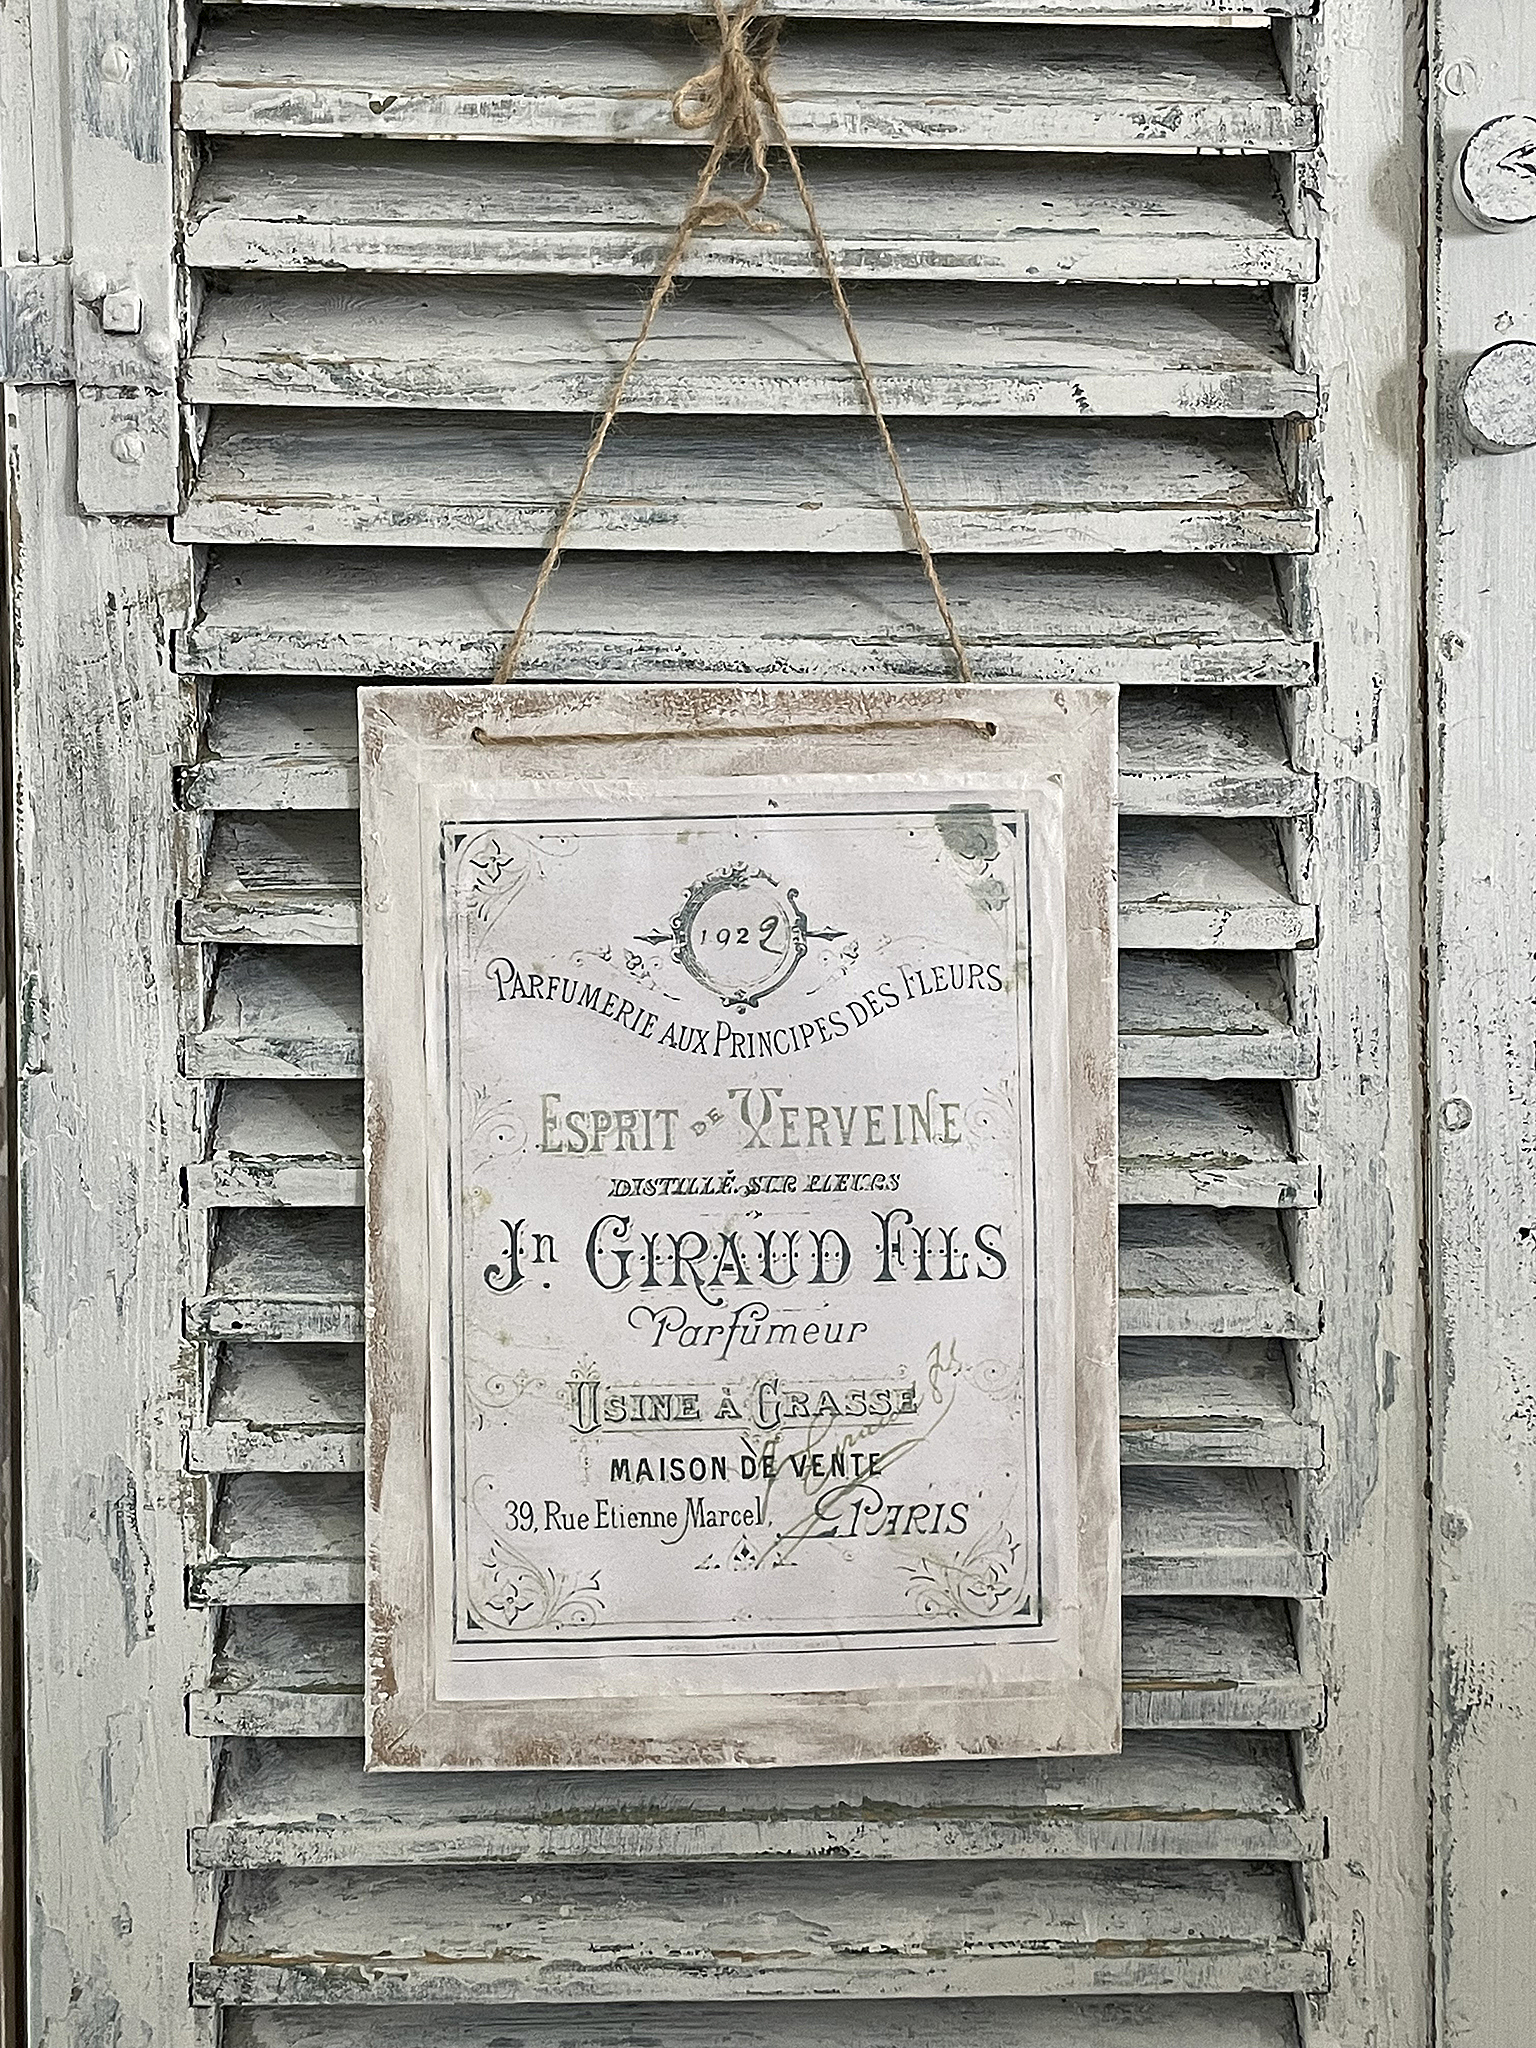 1922
PARFUMERIE AUX PRINCIPES DES FLEURS
ESPRIT DE VERVEINE
DISTILLÉ SUR FLEURS
Jn. GIRAUD FILS
Parfumeur
USINE À GRASSE
MAISON DE VENTE
39, Rue Etienne Marcel, PARIS